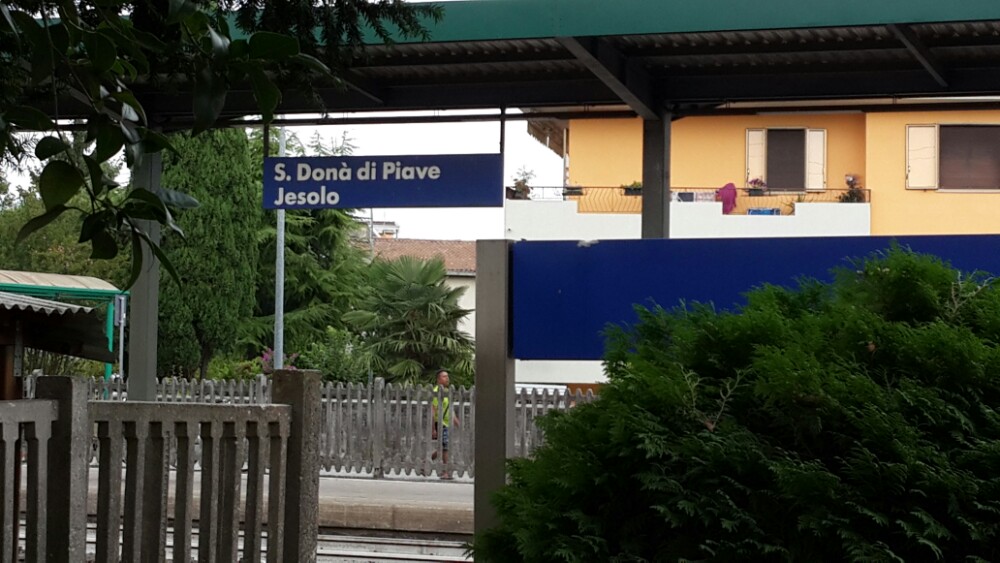 S. Donà di Piave
Jesolo